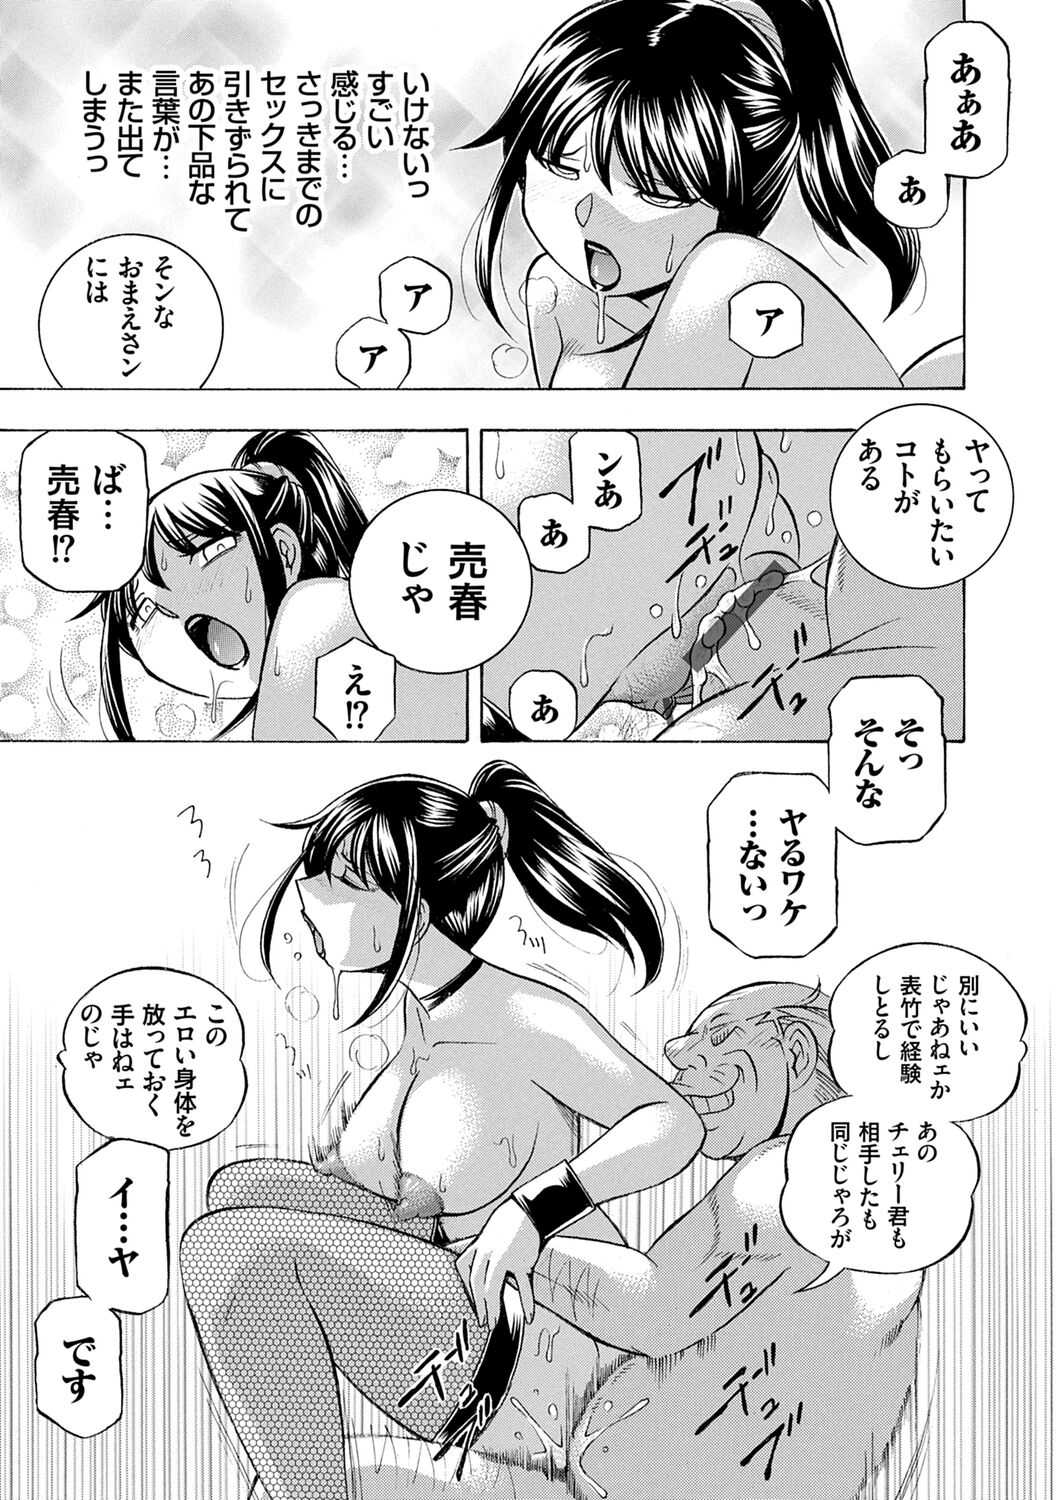 あぁあ
あ
いけないっ
すごい
感じる…
さっきまでの
セックスに
引きずられて
あの下品な
言葉が…
また出て
しまうっ
ア
ア
ア
そンな
おまえさン
には
ヤって
もらいたい
コトが
ある
ンあ
あ
あ
ブ
ヂュ
ヂュ
売春
じゃ
え!?
ば…
売春!?
そっ
そんな
ヤるワケ
…ないっ
別にいい
じゃあねェか
表竹で経験
しとるし
あの
チェリー君も
相手したも
同じじゃろが
この
エロい身体を
放っておく
手はねェ
のじゃ
イ…ヤ
です